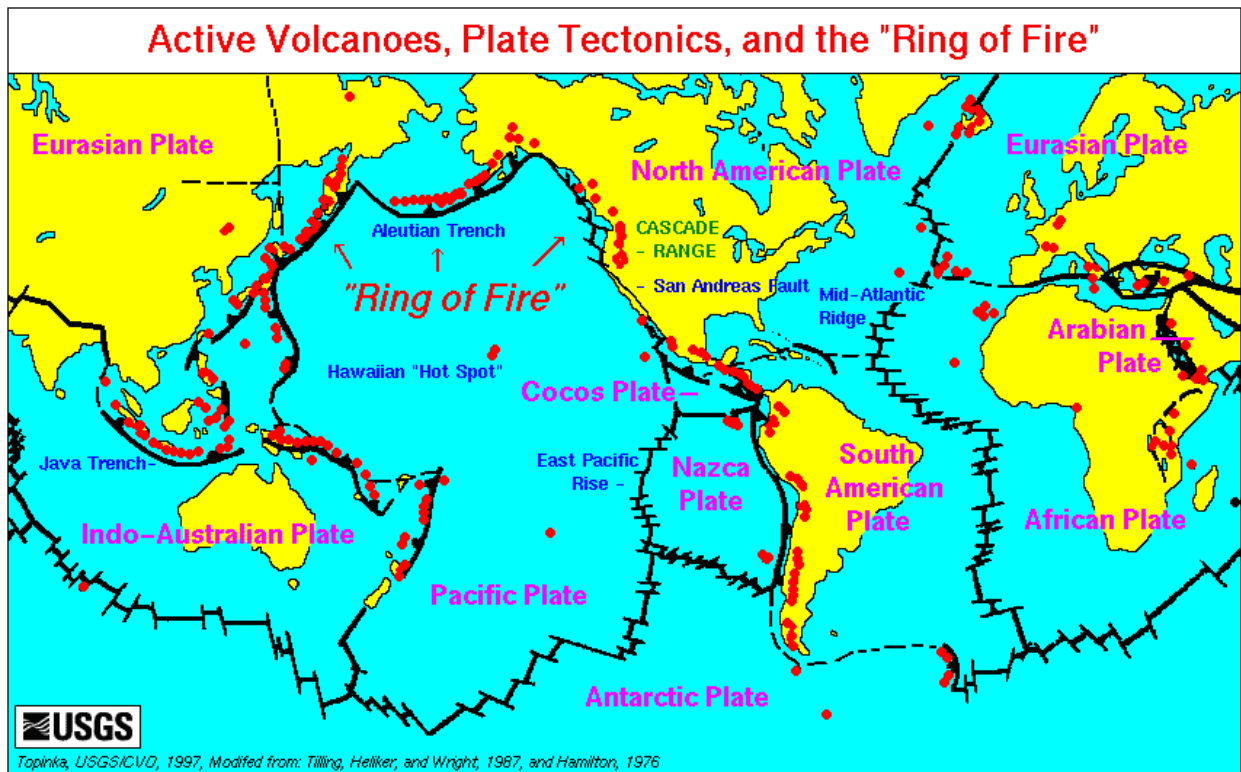 Active Volcanoes, Plate Tectonics, and the "Ring of Fire"
Eurasian Plate
North American Plate
Eurasian Plate
Aleutian Trench
CASCADE
- RANGE
"Ring of Fire"
- San Andreas Fault
Mid-Atlantic
Ridge
Arabian
Plate
Hawaiian "Hot Spot"
Cocos Plate
Java Trench-
East Pacific
Rise -
Nazca
Plate
South
American
Plate
Indo-Australian Plate
African Plate
Pacific Plate
Antarctic Plate
USGS
Topinka, USGS/CVO, 1997, Modifed from: Tilling, Heliker, and Wright, 1987, and Hamilton, 1976